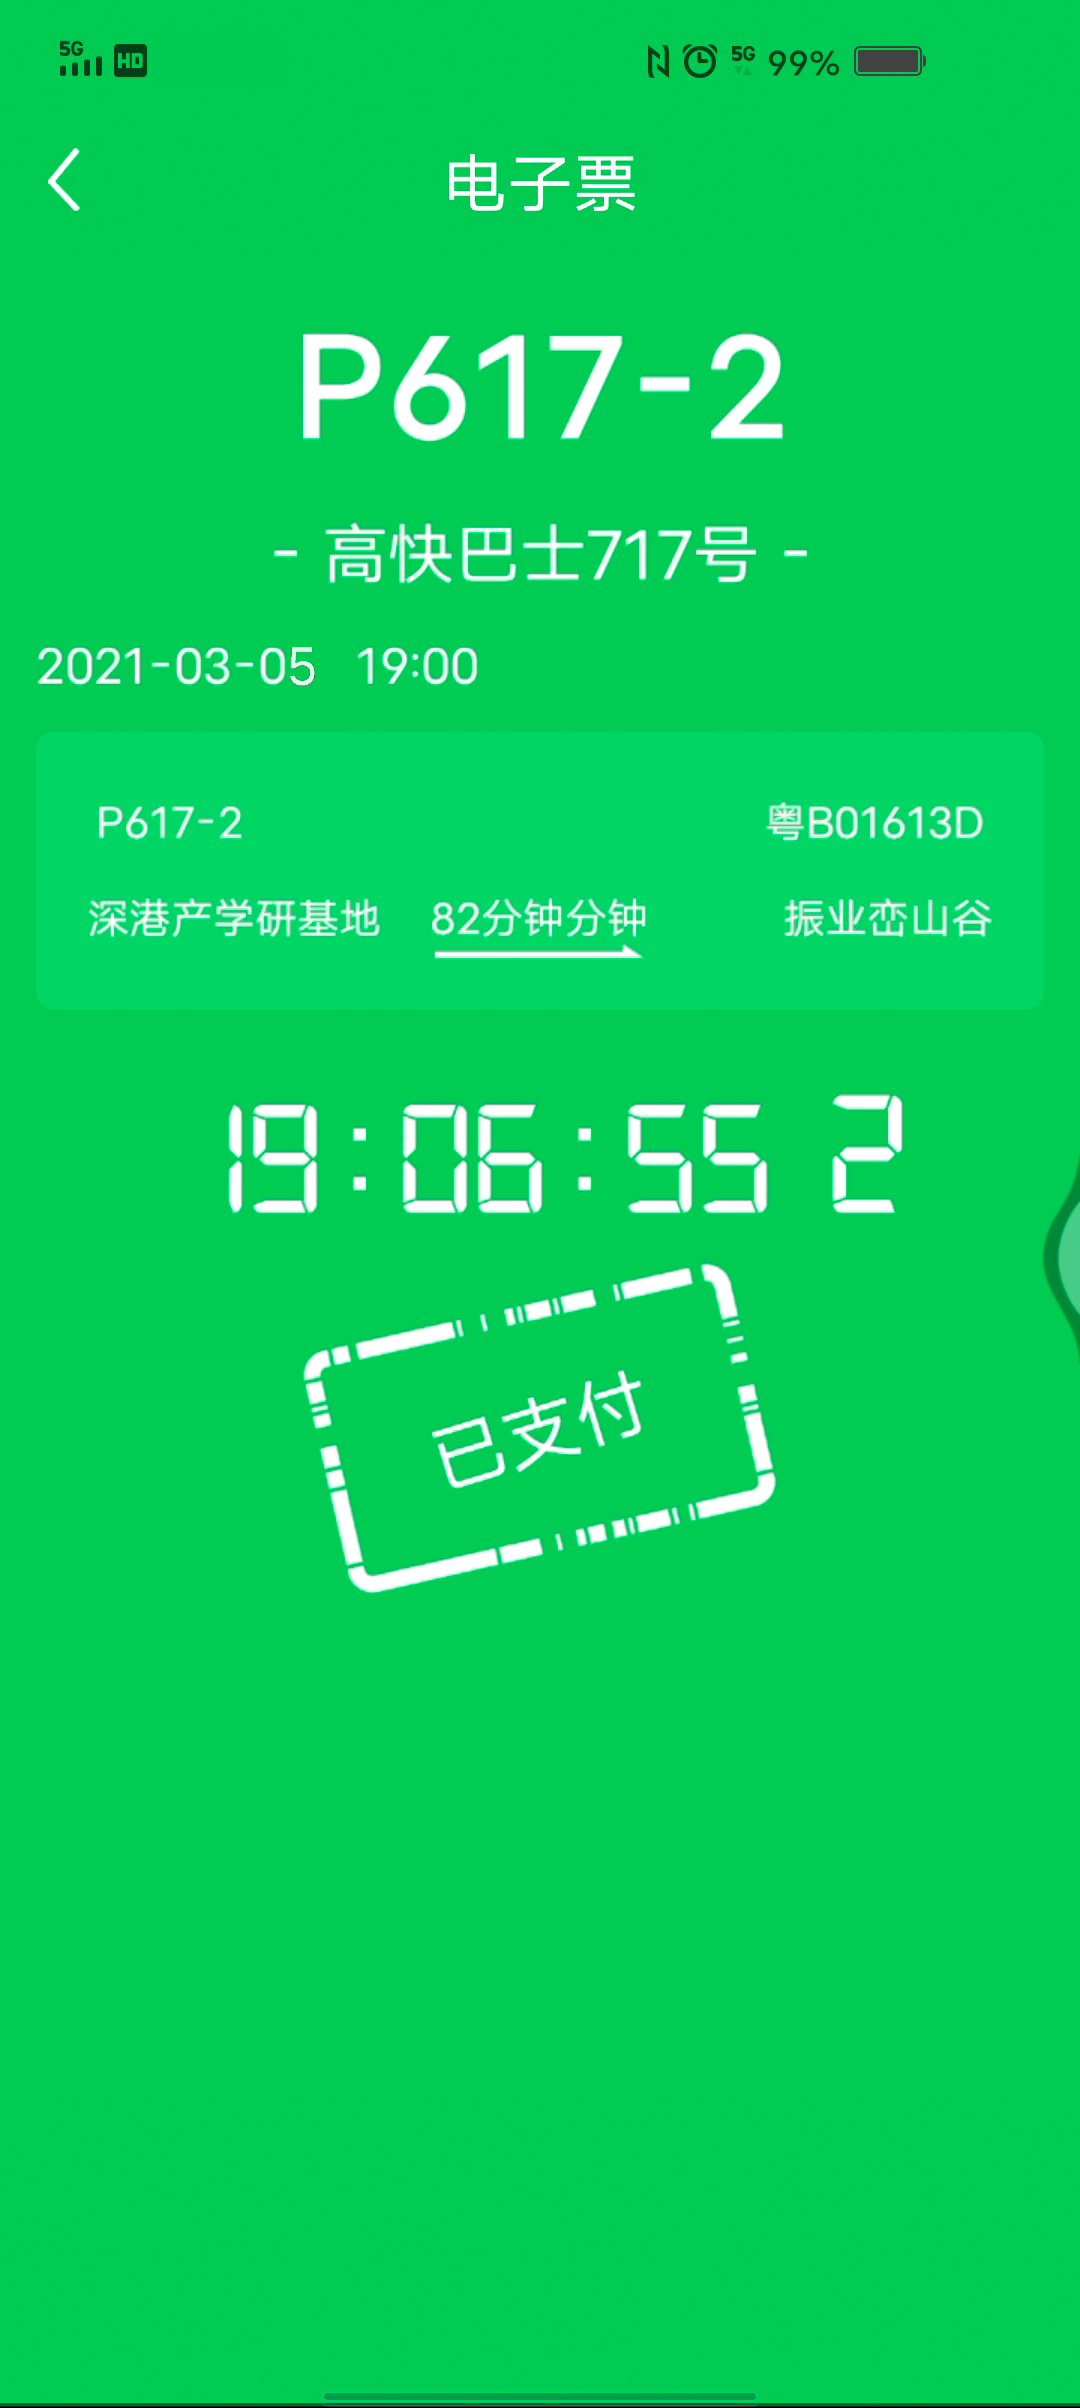 5G HD 5G 99%
电子票
P617-2
- 高快巴士717号 -
2021-03-05 19:00
P617-2 粤B01613D
深港产学研基地 82分钟分钟 振业峦山谷
19:06:55 2
已支付